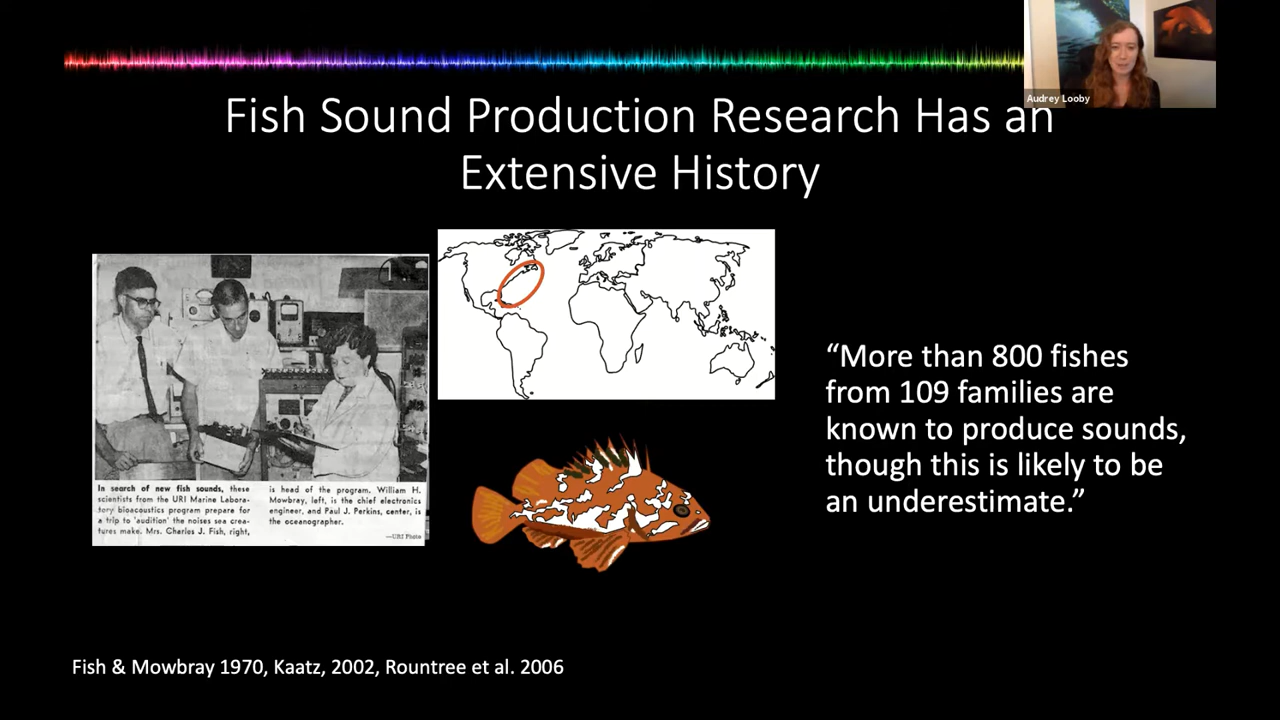 Audrey Looby
Fish Sound Production Research Has an
Extensive History
In search of new fish sounds, these
scientists from the URI Marine Labora-
tory bioacoustics program prepare for
a trip to 'audition' the noises sea crea-
tures make. Mrs. Charles J. Fish, right,
is head of the program. William H.
Mowbray, left, is the chief electronics
engineer, and Paul J. Perkins, center, is
the oceanographer.
—URI Photo
“More than 800 fishes
from 109 families are
known to produce sounds,
though this is likely to be
an underestimate.”
Fish & Mowbray 1970, Kaatz, 2002, Rountree et al. 2006